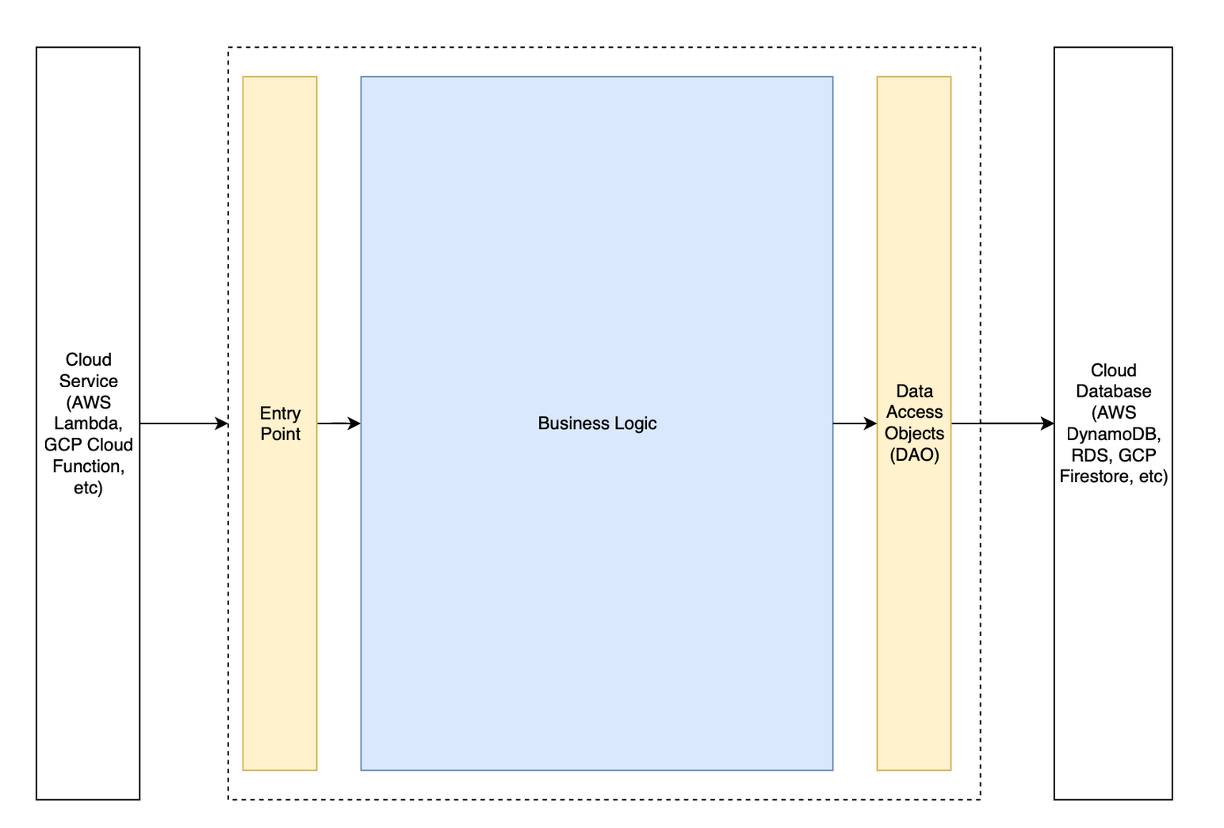 Cloud
Service
(AWS
Lambda,
GCP Cloud
Function,
etc)
Entry
Point
Business Logic
Data
Access
Objects
(DAO)
Cloud
Database
(AWS
DynamoDB,
RDS, GCP
Firestore, etc)